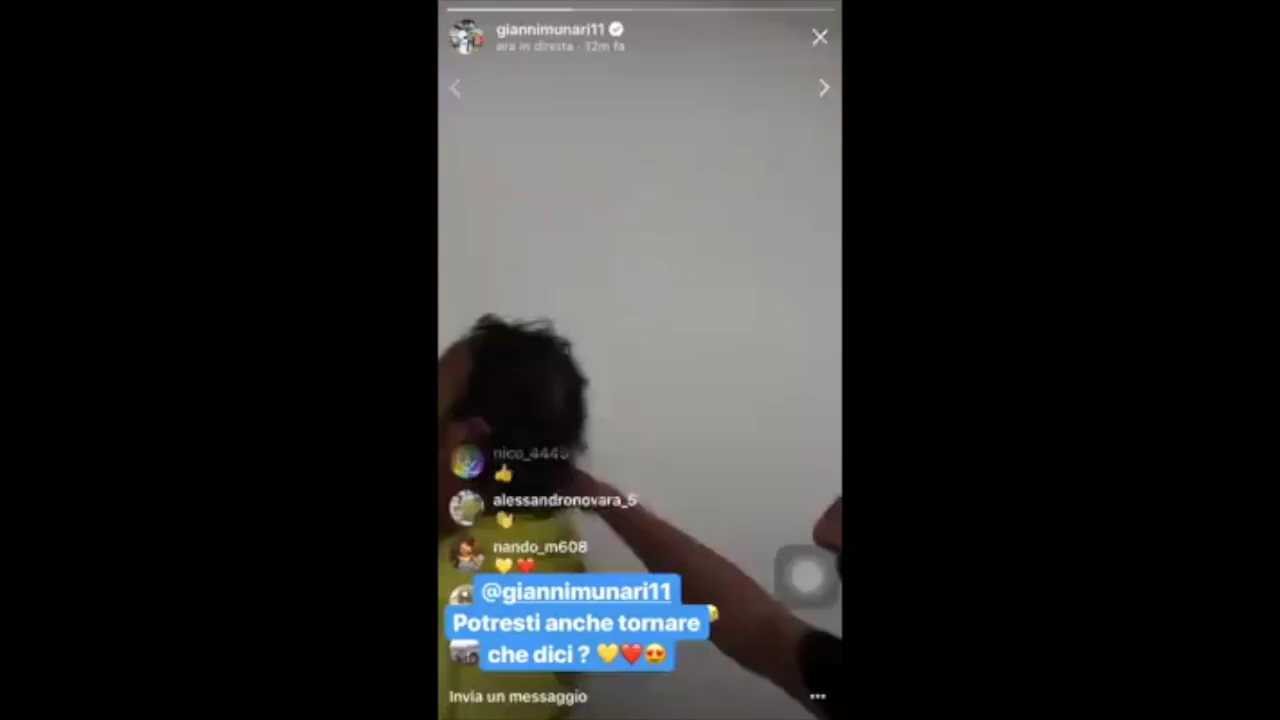 giannimunari11
ora in diretta · 12m fa
nico_4445
👍
alessandronovara_5
👋
nando_m608
💛❤️
@giannimunari11
Potresti anche tornare
che dici ? 💛❤️😍
Invia un messaggio